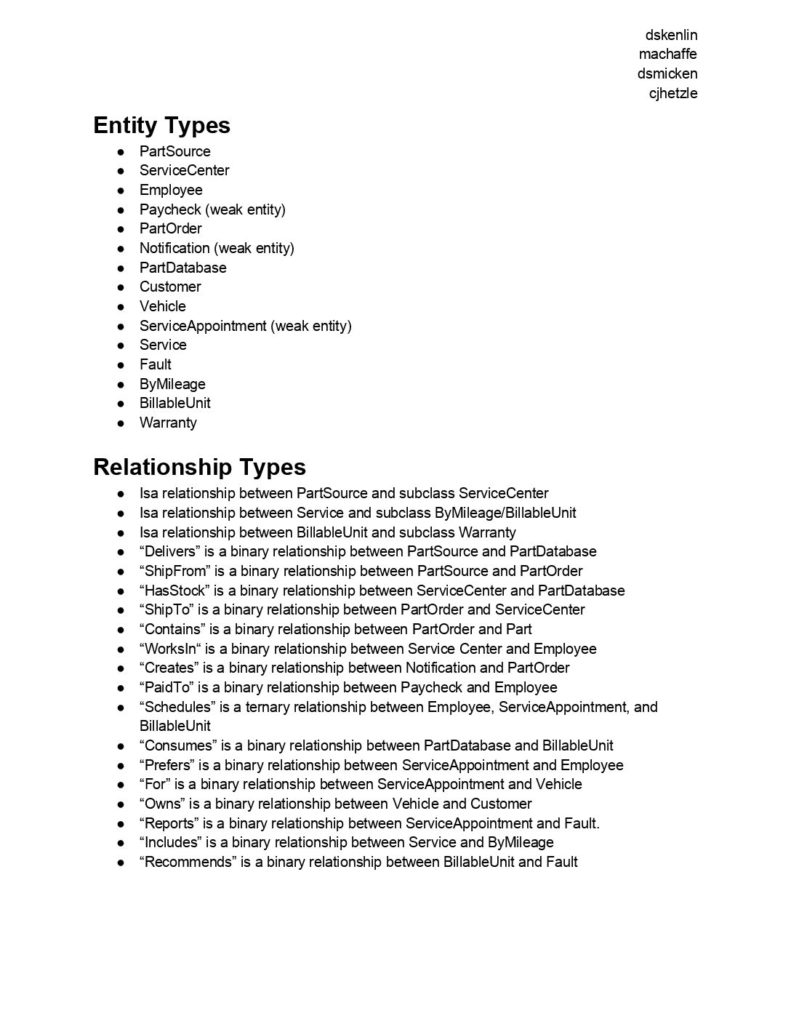 dskenlin
machaffe
dsmicken
cjhetzle
Entity Types
● PartSource
● ServiceCenter
● Employee
● Paycheck (weak entity)
● PartOrder
● Notification (weak entity)
● PartDatabase
● Customer
● Vehicle
● ServiceAppointment (weak entity)
● Service
● Fault
● ByMileage
● BillableUnit
● Warranty
Relationship Types
● Isa relationship between PartSource and subclass ServiceCenter
● Isa relationship between Service and subclass ByMileage/BillableUnit
● Isa relationship between BillableUnit and subclass Warranty
● “Delivers” is a binary relationship between PartSource and PartDatabase
● “ShipFrom” is a binary relationship between PartSource and PartOrder
● “HasStock” is a binary relationship between ServiceCenter and PartDatabase
● “ShipTo” is a binary relationship between PartOrder and ServiceCenter
● “Contains” is a binary relationship between PartOrder and Part
● “WorksIn“ is a binary relationship between Service Center and Employee
● “Creates” is a binary relationship between Notification and PartOrder
● “PaidTo” is a binary relationship between Paycheck and Employee
● “Schedules” is a ternary relationship between Employee, ServiceAppointment, and
BillableUnit
● “Consumes” is a binary relationship between PartDatabase and BillableUnit
● “Prefers” is a binary relationship between ServiceAppointment and Employee
● “For” is a binary relationship between ServiceAppointment and Vehicle
● “Owns” is a binary relationship between Vehicle and Customer
● “Reports” is a binary relationship between ServiceAppointment and Fault.
● “Includes” is a binary relationship between Service and ByMileage
● “Recommends” is a binary relationship between BillableUnit and Fault